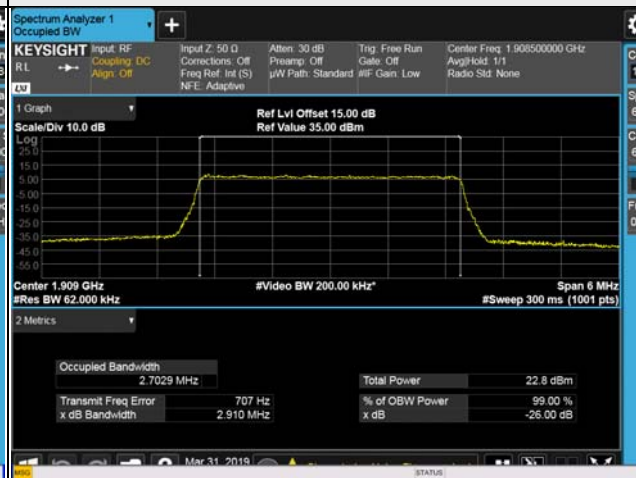 Spectrum Analyzer 1
Occupied BW
+
KEYSIGHT Input: RF Input Z: 50 Ω Atten: 30 dB Trig: Free Run Center Freq: 1.908500000 GHz
RL Coupling: DC Corrections: Off Preamp: Off Gate: Off Avg|Hold: 1/1
Align: Off Freq Ref: Int (S) µW Path: Standard #IF Gain: Low Radio Std: None
LXI NFE: Adaptive
1 Graph
Ref Lvl Offset 15.00 dB
Scale/Div 10.0 dB Ref Value 35.00 dBm
Log
25.0
15.0
5.00
-5.00
-15.0
-25.0
-35.0
-45.0
-55.0
Center 1.909 GHz #Video BW 200.00 kHz* Span 6 MHz
#Res BW 62.000 kHz #Sweep 300 ms (1001 pts)
2 Metrics
Occupied Bandwidth
2.7029 MHz Total Power 22.8 dBm
Transmit Freq Error 707 Hz % of OBW Power 99.00 %
x dB Bandwidth 2.910 MHz x dB -26.00 dB
Mar 31, 2019
MSG STATUS